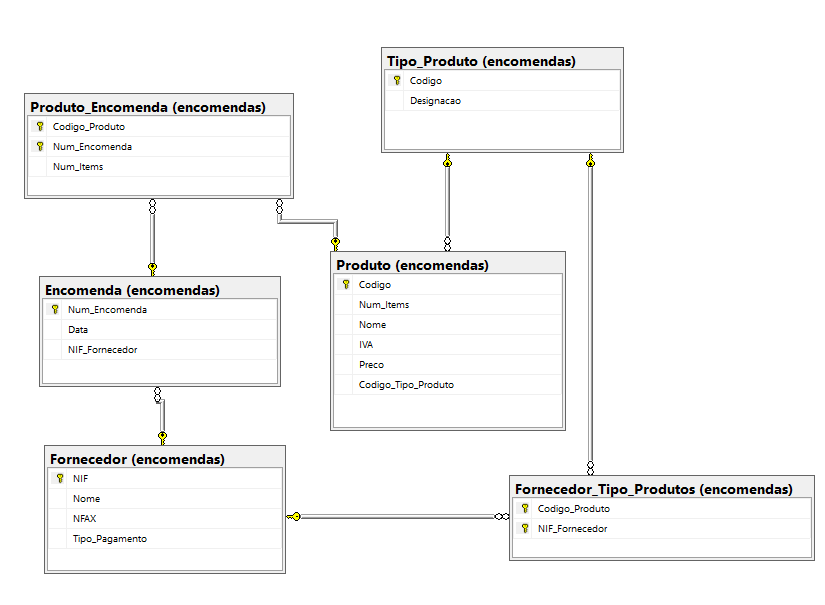 Tipo_Produto (encomendas)
Codigo
Designacao
Produto_Encomenda (encomendas)
Codigo_Produto
Num_Encomenda
Num_Items
Produto (encomendas)
Codigo
Num_Items
Nome
IVA
Preco
Codigo_Tipo_Produto
Encomenda (encomendas)
Num_Encomenda
Data
NIF_Fornecedor
Fornecedor (encomendas)
NIF
Nome
NFAX
Tipo_Pagamento
Fornecedor_Tipo_Produtos (encomendas)
Codigo_Produto
NIF_Fornecedor